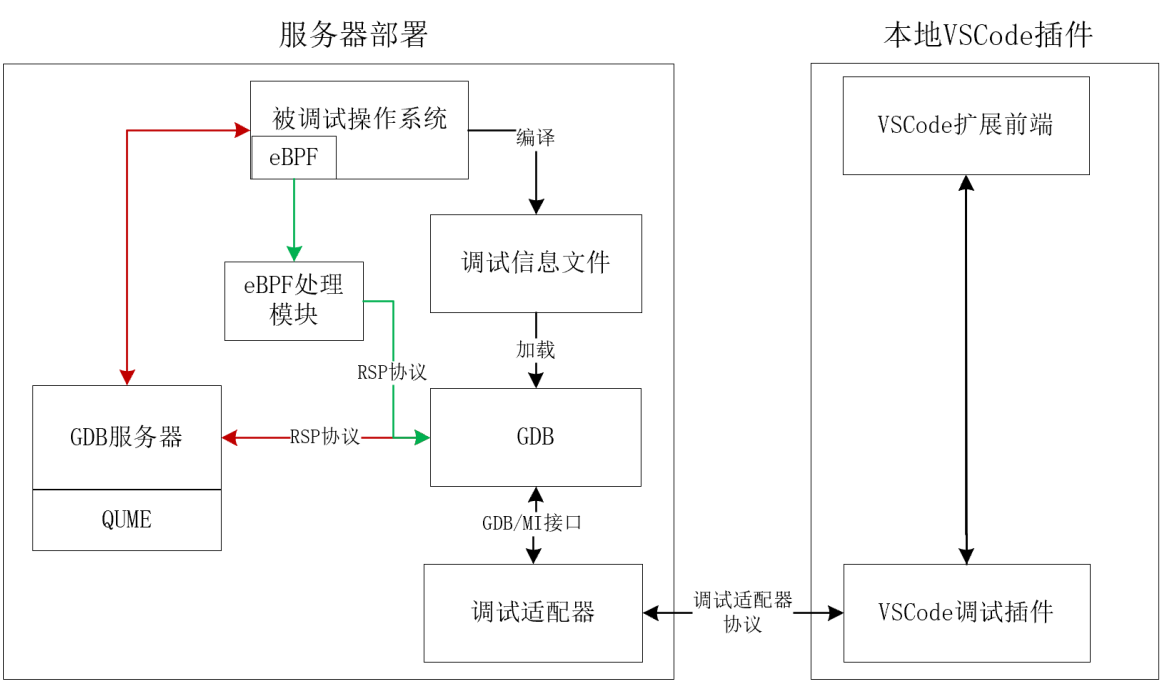 服务器部署
本地VSCode插件
被调试操作系统
eBPF
编译
VSCode扩展前端
调试信息文件
eBPF处理
模块
加载
RSP协议
GDB服务器
RSP协议
GDB
QUME
GDB/MI接口
调试适配器
调试适配器
协议
VSCode调试插件